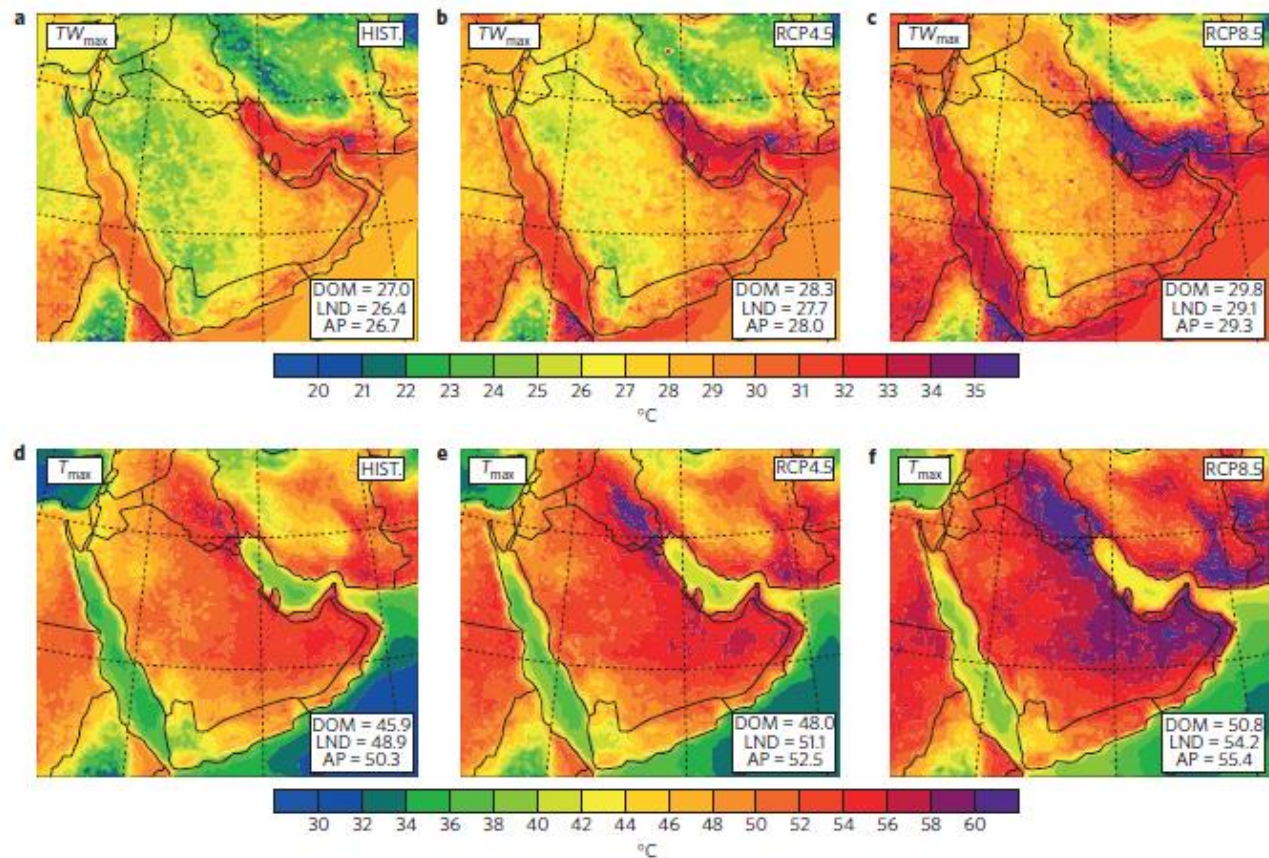 a TWmax HIST. b TWmax RCP4.5 c TWmax RCP8.5
DOM = 27.0
LND = 26.4
AP = 26.7
DOM = 28.3
LND = 27.7
AP = 28.0
DOM = 29.8
LND = 29.1
AP = 29.3
20 21 22 23 24 25 26 27 28 29 30 31 32 33 34 35
°C
d Tmax HIST. e Tmax RCP4.5 f Tmax RCP8.5
DOM = 45.9
LND = 48.9
AP = 50.3
DOM = 48.0
LND = 51.1
AP = 52.5
DOM = 50.8
LND = 54.2
AP = 55.4
30 32 34 36 38 40 42 44 46 48 50 52 54 56 58 60
°C